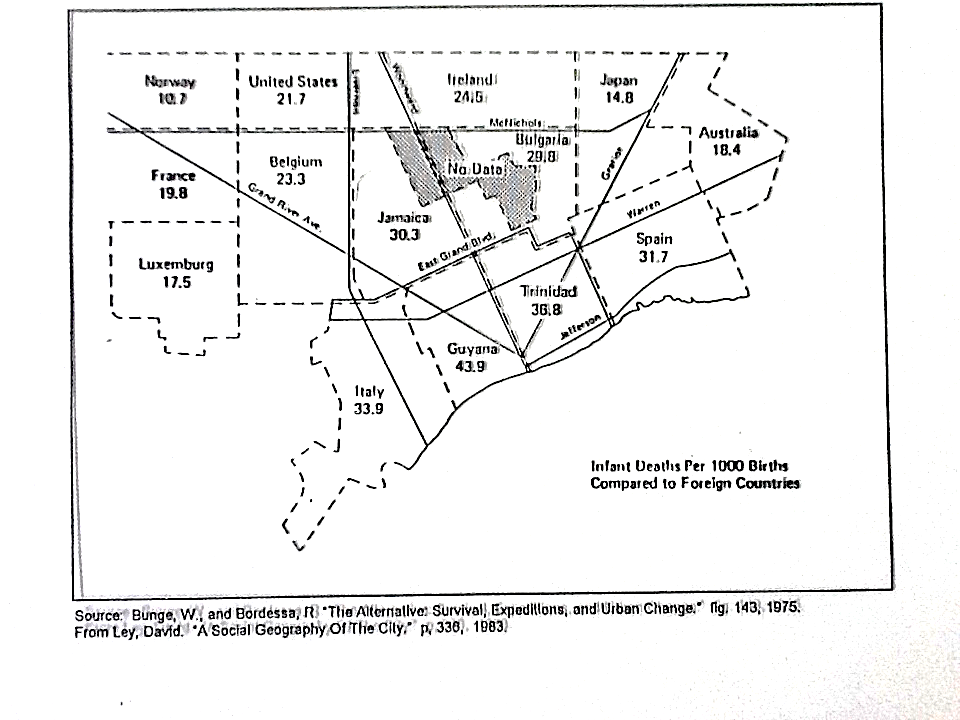 Norway
10.7
United States
21.7
Ireland
24.5
Japan
14.8
McNichols
Australia
18.4
Bulgaria
29.8
No Data
Belgium
23.3
France
19.8
Grand River Ave.
Gratiot
Jamaica
30.3
Warren
East Grand Blvd.
Spain
31.7
Luxemburg
17.5
Trinidad
36.8
Jefferson
Guyana
43.9
Italy
33.9
Infant Deaths Per 1000 Births
Compared to Foreign Countries
Source: Bunge, W., and Bordessa, R. "The Alternative: Survival, Expeditions, and Urban Change." fig. 143, 1975.
From Ley, David. "A Social Geography Of The City." p. 336, 1983.